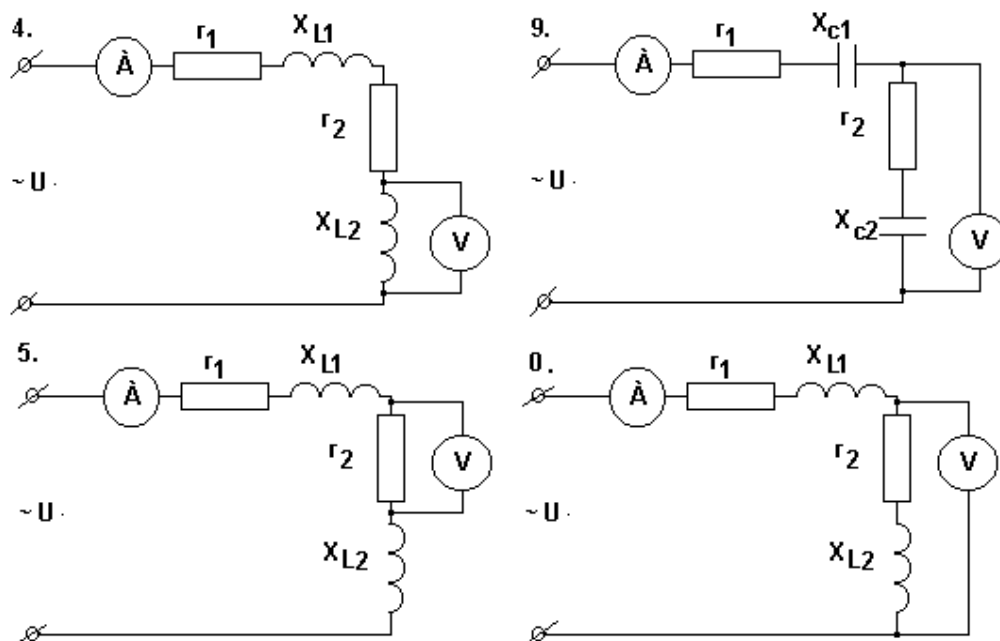 4.
À
r1
XL1
r2
XL2
V
~ U .
9.
À
r1
Xc1
r2
Xc2
V
~ U .
5.
À
r1
XL1
r2
V
XL2
~ U .
0.
À
r1
XL1
r2
V
XL2
~ U .